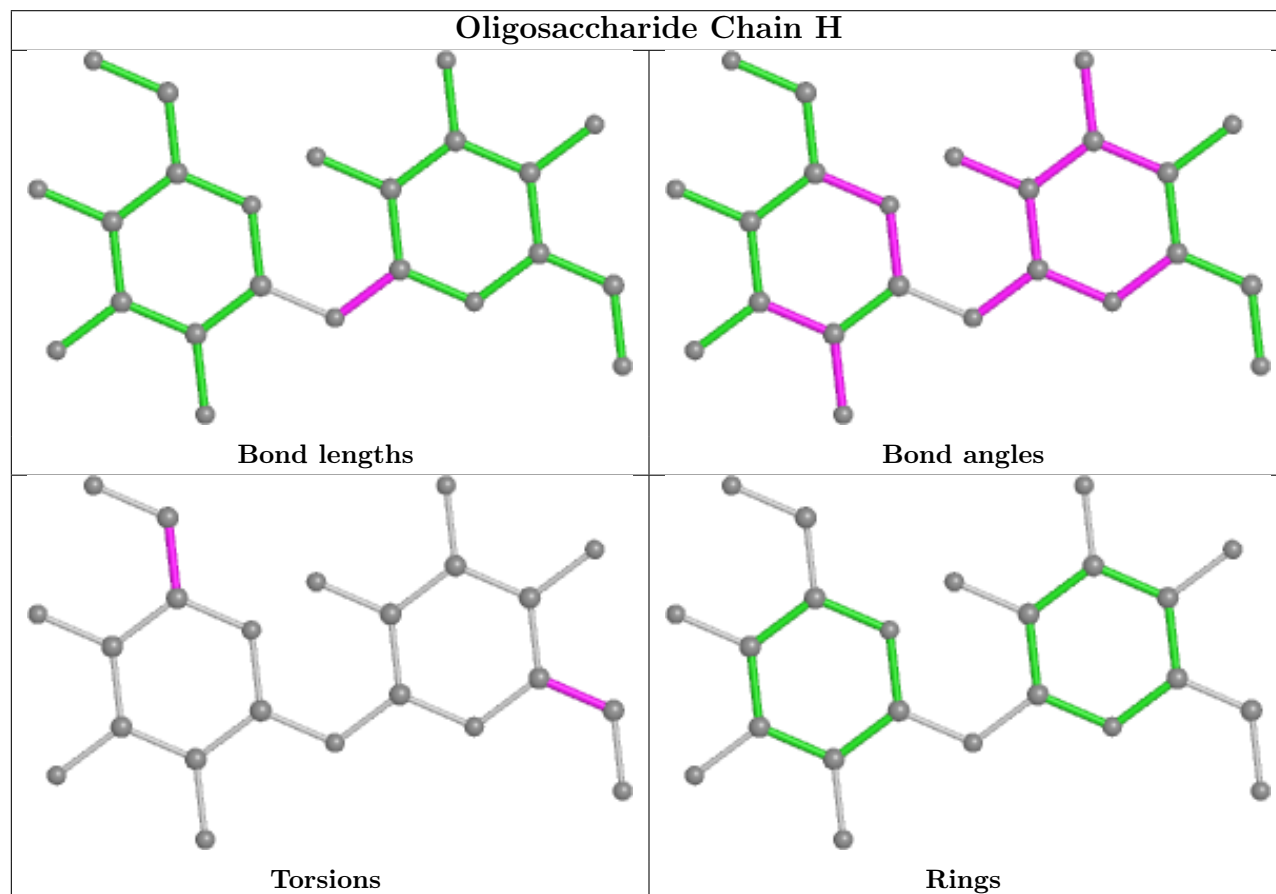 Oligosaccharide Chain H
Bond lengths
Bond angles
Torsions
Rings